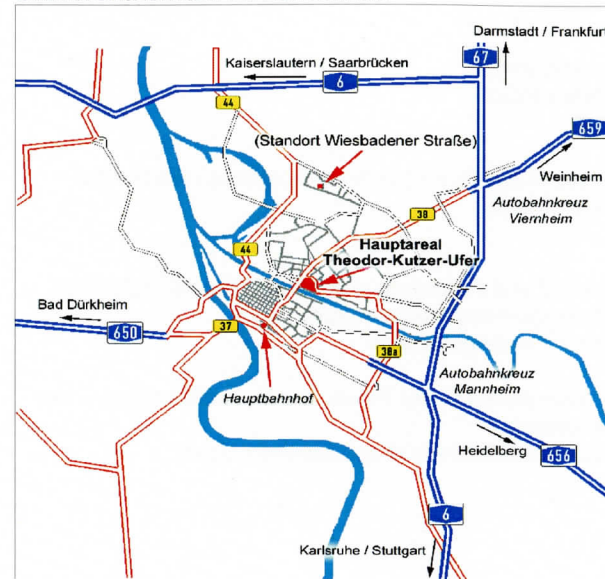 Darmstadt / Frankfurt
67
Kaiserslautern / Saarbrücken
6
44
659
(Standort Wiesbadener Straße)
Weinheim
38
Autobahnkreuz
Viernheim
Hauptareal
Theodor-Kutzer-Ufer
44
Bad Dürkheim
650
37
38a
Hauptbahnhof
Autobahnkreuz
Mannheim
Heidelberg
656
6
Karlsruhe / Stuttgart